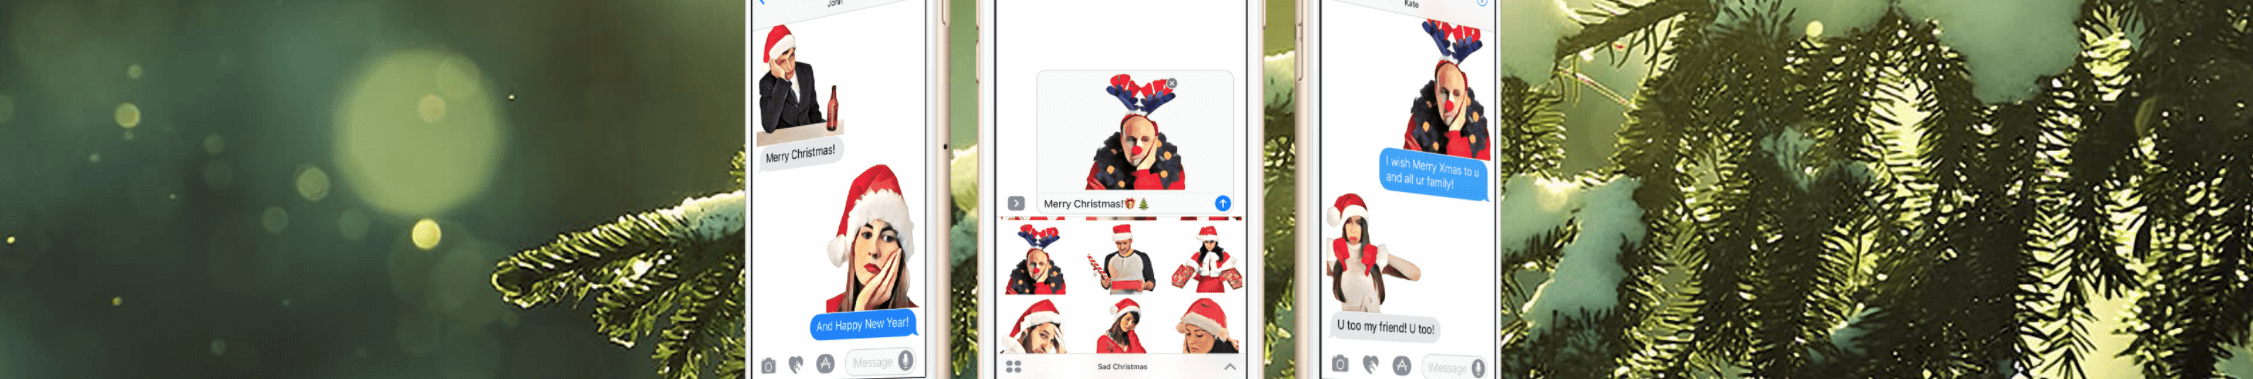 John
Merry Christmas!
And Happy New Year!
iMessage
Merry Christmas!🎁🎄
Sad Christmas
Kate
I wish Merry Xmas to u
and all ur family!
U too my friend! U too!
iMessage